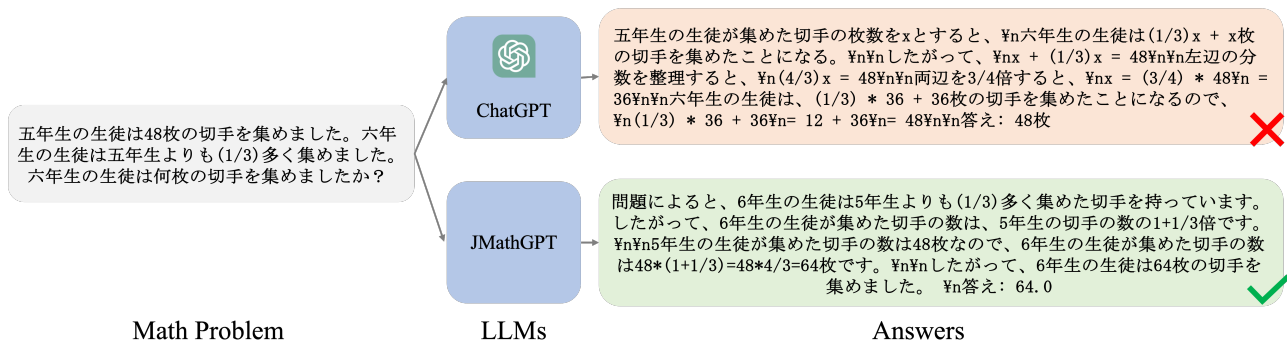 五年生の生徒は48枚の切手を集めました。六年
生の生徒は五年生よりも(1/3)多く集めました。
六年生の生徒は何枚の切手を集めましたか？
Math Problem
ChatGPT
JMathGPT
LLMs
五年生の生徒が集めた切手の枚数をxとすると、¥n六年生の生徒は(1/3)x + x枚
の切手を集めたことになる。¥n¥nしたがって、¥nx + (1/3)x = 48¥n¥n左辺の分
数を整理すると、¥n(4/3)x = 48¥n¥n両辺を3/4倍すると、¥nx = (3/4) * 48¥n =
36¥n¥n六年生の生徒は、(1/3) * 36 + 36枚の切手を集めたことになるので、
¥n(1/3) * 36 + 36¥n= 12 + 36¥n= 48¥n¥n答え: 48枚
問題によると、6年生の生徒は5年生よりも(1/3)多く集めた切手を持っています。
したがって、6年生の生徒が集めた切手の数は、5年生の切手の数の1+1/3倍です。
¥n¥n5年生の生徒が集めた切手の数は48枚なので、6年生の生徒が集めた切手の数
は48*(1+1/3)=48*4/3=64枚です。¥n¥nしたがって、6年生の生徒は64枚の切手を
集めました。 ¥n答え: 64.0
Answers